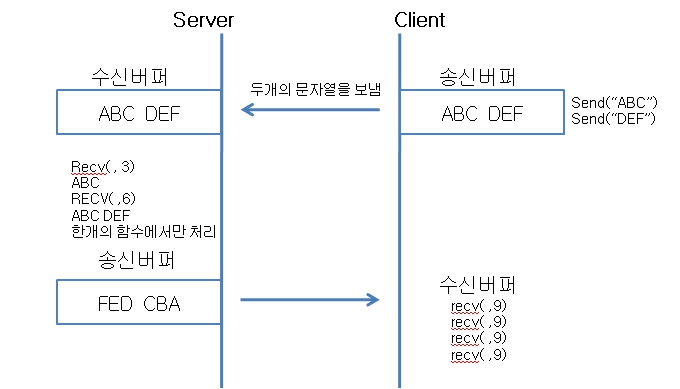 Server
Client
수신버퍼
송신버퍼
두개의 문자열을 보냄
ABC DEF
ABC DEF
Send("ABC")
Send("DEF")
Recv( , 3)
ABC
RECV( ,6)
ABC DEF
한개의 함수에서만 처리
송신버퍼
수신버퍼
FED CBA
recv( ,9)
recv( ,9)
recv( ,9)
recv( ,9)